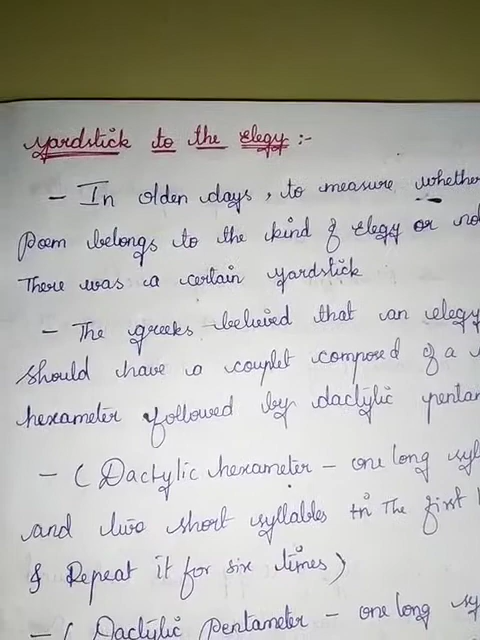 Yardstick to the Elegy :-
- In olden days, to measure whether
Poem belongs to the kind of Elegy or
There was a certain yardstick
- The greeks believed that an elegy
should have a couplet composed of a
hexameter followed by dactylic
- ( Dactylic hexameter - one long
and two short syllables in The first
& Repeat it for six times)
- ( Dactylic Pentameter - one long